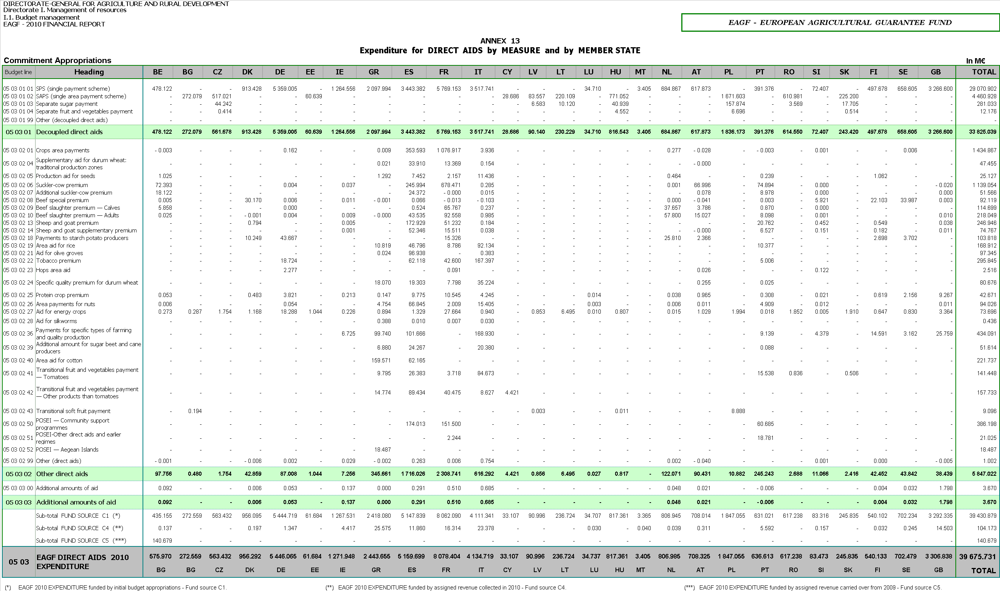 DIRECTORATE-GENERAL FOR AGRICULTURE AND RURAL DEVELOPMENT
Directorate I. Management of resources
I.1. Budget management
EAGF - 2010 FINANCIAL REPORT
EAGF - EUROPEAN AGRICULTURAL GUARANTEE FUND
ANNEX 13
Expenditure for DIRECT AIDS by MEASURE and by MEMBER STATE
Commitment Appropriations In M€
Budget line Heading BE BG CZ DK DE EE IE GR ES FR IT CY LV LT LU HU MT NL AT PL PT RO SI SK FI SE GB TOTAL
05 03 01 01 SPS (single payment scheme) 478.122 - - 913.428 5 359.005 - 1 264.556 2 097.994 3 443.382 5 769.153 3 517.741 - - - 34.710 - 3.405 684.867 617.873 - 391.376 - 72.407 - 497.678 658.605 3 266.600 29 070.902
05 03 01 02 SAPS (single area payment scheme) - 272.079 517.021 - - 60.639 - - - - - 28.686 83.557 220.109 - 771.052 - - - 1 671.603 - 610.981 - 225.200 - - - 4 460.928
05 03 01 03 Separate sugar payment - - 44.242 - - - - - - - - - 6.583 10.120 - 40.939 - - - 157.874 - 3.569 - 17.705 - - - 281.033
05 03 01 04 Separate fruit and vegetables payment - - 0.414 - - - - - - - - - - - - 4.552 - - - 6.696 - - - 0.514 - - - 12.176
05 03 01 99 Other (decoupled direct aids) - - - - - - - - - - - - - - - - - - - - - - - - - - - -
05 03 01 Decoupled direct aids 478.122 272.079 561.678 913.428 5 359.005 60.639 1 264.556 2 097.994 3 443.382 5 769.153 3 517.741 28.686 90.140 230.229 34.710 816.543 3.405 684.867 617.873 1 836.173 391.376 614.550 72.407 243.420 497.678 658.605 3 266.600 33 825.039
05 03 02 01 Crops area payments - 0.003 - - - 0.162 - - 0.009 353.593 1 076.917 3.936 - - - - - - 0.277 - 0.028 - - 0.003 - 0.001 - - 0.006 - 1 434.867
Supplementary aid for durum wheat:
05 03 02 04 traditional production zones - - - - - - - 0.021 33.910 13.369 0.154 - - - - - - - - 0.000 - - - - - - - - 47.455
05 03 02 05 Production aid for seeds 1.025 - - - - - - 1.292 7.452 2.157 11.436 - - - - - - 0.464 - - 0.239 - - - 1.062 - - 25.127
05 03 02 06 Suckler-cow premium 72.393 - - - 0.004 - 0.037 - 245.994 678.471 0.285 - - - - - - 0.001 66.996 - 74.894 - 0.000 - - - - 0.020 1 139.054
05 03 02 07 Additional suckler-cow premium 18.122 - - - - - - - 24.372 - 0.000 0.015 - - - - - - - 0.078 - 8.978 - 0.000 - - - 0.000 51.566
05 03 02 08 Beef special premium 0.005 - - 30.170 0.006 - 0.011 - 0.001 0.066 - 0.013 - 0.103 - - - - - - 0.000 - 0.041 - 0.003 - 5.921 - 22.103 33.987 0.003 92.119
05 03 02 09 Beef slaughter premium — Calves 5.858 - - - 0.000 - - - 0.524 65.767 0.237 - - - - - - 37.657 3.786 - 0.870 - 0.000 - - - - 114.699
05 03 02 10 Beef slaughter premium — Adults 0.025 - - - 0.001 0.004 - 0.009 - 0.000 43.535 92.558 0.985 - - - - - - 57.800 15.027 - 8.098 - 0.001 - - - 0.010 218.049
05 03 02 13 Sheep and goat premium - - - 0.794 - - 0.005 - 172.929 51.232 0.184 - - - - - - - - - 20.762 - 0.452 - 0.549 - 0.038 246.946
05 03 02 14 Sheep and goat supplementary premium - - - - - - 0.001 - 52.346 15.511 0.038 - - - - - - - - 0.000 - 6.527 - 0.151 - 0.182 - 0.011 74.767
05 03 02 18 Payments to starch potato producers - - - 10.249 43.667 - - - - 15.326 - - - - - - - 25.810 2.366 - - - - - 2.698 3.702 - 103.818
05 03 02 19 Area aid for rice - - - - - - - 10.819 46.796 8.786 92.134 - - - - - - - - - 10.377 - - - - - - 168.912
05 03 02 21 Aid for olive groves - - - - - - - 0.024 96.938 - 0.383 - - - - - - - - - - - - - - - - 97.345
05 03 02 22 Tobacco premium - - - - 18.724 - - - 62.118 42.600 167.397 - - - - - - - - - 5.006 - - - - - - 295.845
05 03 02 23 Hops area aid - - - - 2.277 - - - - 0.091 - - - - - - - - 0.026 - - - 0.122 - - - - 2.516
05 03 02 24 Specific quality premium for durum wheat - - - - - - - 18.070 19.303 7.798 35.224 - - - - - - - 0.255 - 0.025 - - - - - - 80.676
05 03 02 25 Protein crop premium 0.053 - - 0.483 3.821 - 0.213 0.147 9.775 10.545 4.245 - - - 0.014 - - 0.038 0.965 - 0.308 - 0.021 - 0.619 2.156 9.267 42.671
05 03 02 26 Area payments for nuts 0.006 - - - 0.054 - - 4.754 66.845 2.009 15.405 - - - 0.003 - - 0.006 0.011 - 4.909 - 0.012 - - - 0.011 94.026
05 03 02 27 Aid for energy crops 0.273 0.287 1.754 1.168 18.288 1.044 0.226 0.894 1.329 27.664 0.940 - 0.853 6.495 0.010 0.807 - 0.015 1.029 1.994 0.018 1.852 0.005 1.910 0.647 0.830 3.364 73.696
05 03 02 28 Aid for silkworms - - - - - - - 0.388 0.010 0.007 0.030 - - - - - - - - - - - - - - - - 0.436
Payments for specific types of farming
05 03 02 36 and quality production - - - - - - 6.725 99.740 101.666 - 168.930 - - - - - - - - - 9.139 - 4.379 - 14.591 3.162 25.759 434.091
Additional amount for sugar beet and cane
05 03 02 39 producers - - - - - - - 6.880 24.267 - 20.380 - - - - - - - - - 0.088 - - - - - - 51.614
05 03 02 40 Area aid for cotton - - - - - - - 159.571 62.165 - - - - - - - - - - - - - - - - - - 221.737
Transitional fruit and vegetables payment
05 03 02 41 — Tomatoes - - - - - - - 9.795 26.383 3.718 84.673 - - - - - - - - - 15.538 0.836 - 0.506 - - - 141.448
Transitional fruit and vegetables payment
05 03 02 42 — Other products than tomatoes - - - - - - - 14.774 89.434 40.475 8.627 4.421 - - - - - - - - - - - - - - - 157.733
05 03 02 43 Transitional soft fruit payment - 0.194 - - - - - - - - - - 0.003 - - 0.011 - - - 8.888 - - - - - - - 9.096
POSEI — Community support
05 03 02 50 programmes - - - - - - - - 174.013 151.500 - - - - - - - - - - 60.685 - - - - - - 386.198
POSEI-Other direct aids and earlier
05 03 02 51 regimes - - - - - - - - - 2.244 - - - - - - - - - - 18.781 - - - - - - 21.025
05 03 02 52 POSEI — Aegean Islands - - - - - - - 18.487 - - - - - - - - - - - - - - - - - - - 18.487
05 03 02 99 Other (direct aids) - 0.001 - - - 0.006 0.002 - 0.029 - 0.002 0.263 0.006 0.754 - - - - - - 0.002 - 0.040 - - - 0.001 - 0.000 - - 0.005 1.002
05 03 02 Other direct aids 97.756 0.480 1.754 42.859 87.008 1.044 7.256 345.661 1 716.026 2 308.741 616.292 4.421 0.856 6.495 0.027 0.817 - 122.071 90.431 10.882 245.243 2.688 11.066 2.416 42.452 43.842 38.439 5 847.022
05 03 03 00 Additional amounts of aid 0.092 - - 0.006 0.053 - 0.137 0.000 0.291 0.510 0.685 - - - - - - 0.048 0.021 - - 0.006 - - - 0.004 0.032 1.798 3.670
05 03 03 Additional amounts of aid 0.092 - - 0.006 0.053 - 0.137 0.000 0.291 0.510 0.685 - - - - - - 0.048 0.021 - - 0.006 - - - 0.004 0.032 1.798 3.670
Sub-total FUND SOURCE C1 (*) 435.155 272.559 563.432 956.095 5 444.719 61.684 1 267.531 2 418.080 5 147.839 8 062.090 4 111.341 33.107 90.996 236.724 34.707 817.361 3.365 806.945 708.014 1 847.055 631.021 617.238 83.316 245.835 540.102 702.234 3 292.335 39 430.879
Sub-total FUND SOURCE C4 (**) 0.137 - - 0.197 1.347 - 4.417 25.575 11.860 16.314 23.378 - - - 0.030 - 0.040 0.039 0.311 - 5.592 - 0.157 - 0.032 0.245 14.503 104.173
Sub-total FUND SOURCE C5 (***) 140.679 - - - - - - - - - - - - - - - - - - - - - - - - - - 140.679
05 03 EAGF DIRECT AIDS 2010 575.970 272.559 563.432 956.292 5 446.065 61.684 1 271.948 2 443.655 5 159.699 8 078.404 4 134.719 33.107 90.996 236.724 34.737 817.361 3.405 806.985 708.325 1 847.055 636.613 617.238 83.473 245.835 540.133 702.479 3 306.838 39 675.731
EXPENDITURE BG BG CZ DK DE EE IE GR ES FR IT CY LV LT LU HU MT NL AT PL PT RO SI SK FI SE GB TOTAL
(*) EAGF 2010 EXPENDITURE funded by initial budget appropriations - Fund source C1. (**) EAGF 2010 EXPENDITURE funded by assigned revenue collected in 2010 - Fund source C4. (***) EAGF 2010 EXPENDITURE funded by assigned revenue carried over from 2009 - Fund source C5.